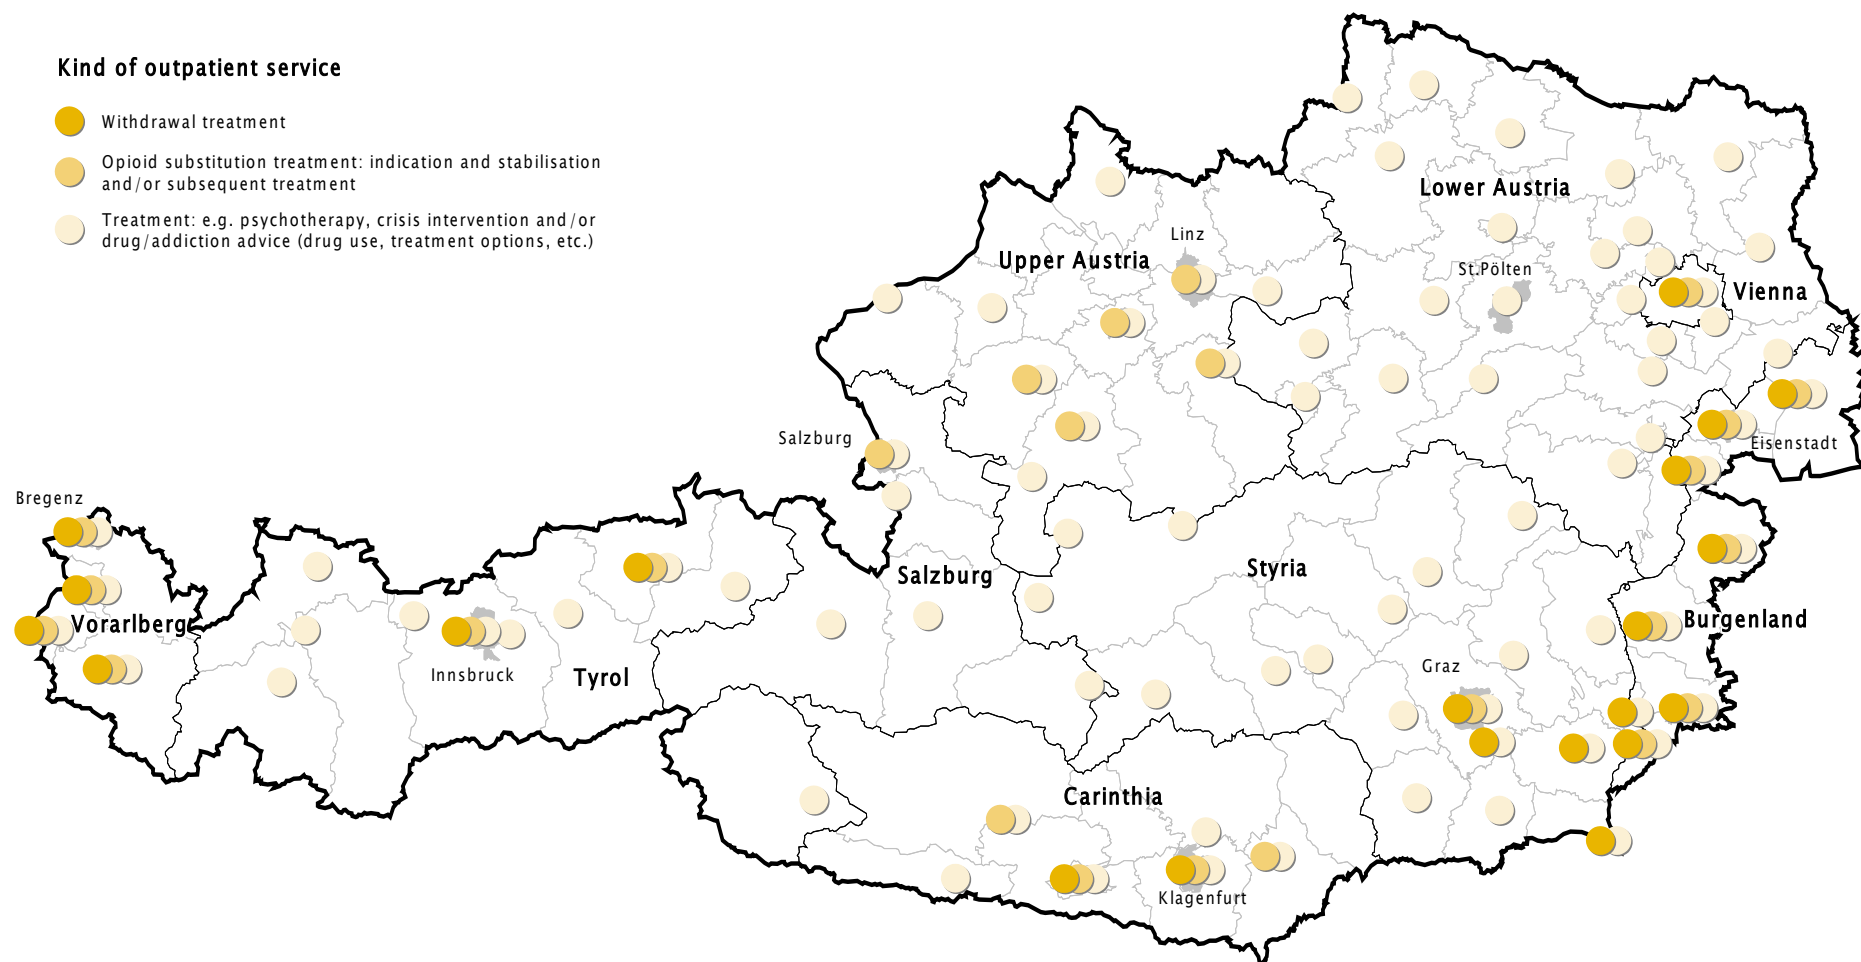 Kind of outpatient service
Withdrawal treatment
Opioid substitution treatment: indication and stabilisation
and/or subsequent treatment
Treatment: e.g. psychotherapy, crisis intervention and/or
drug/addiction advice (drug use, treatment options, etc.)
Lower Austria
Linz
Upper Austria
St.Pölten
Vienna
Salzburg
Eisenstadt
Bregenz
Salzburg
Styria
Vorarlberg
Burgenland
Innsbruck
Tyrol
Graz
Carinthia
Klagenfurt